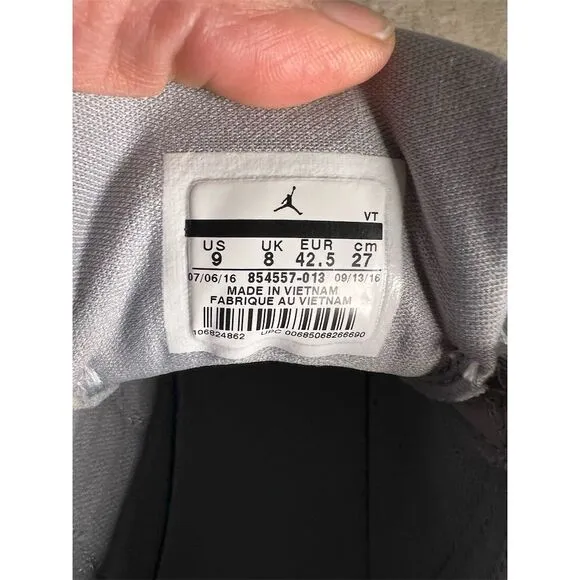 VT
US UK EUR cm
9 8 42.5 27
07/06/16 854557-013 09/13/16
MADE IN VIETNAM
FABRIQUE AU VIETNAM
106824862 UPC 00685068266690